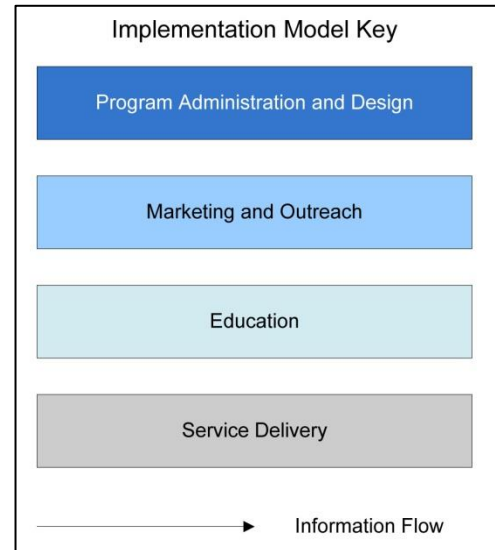 Implementation Model Key
Program Administration and Design
Marketing and Outreach
Education
Service Delivery
Information Flow